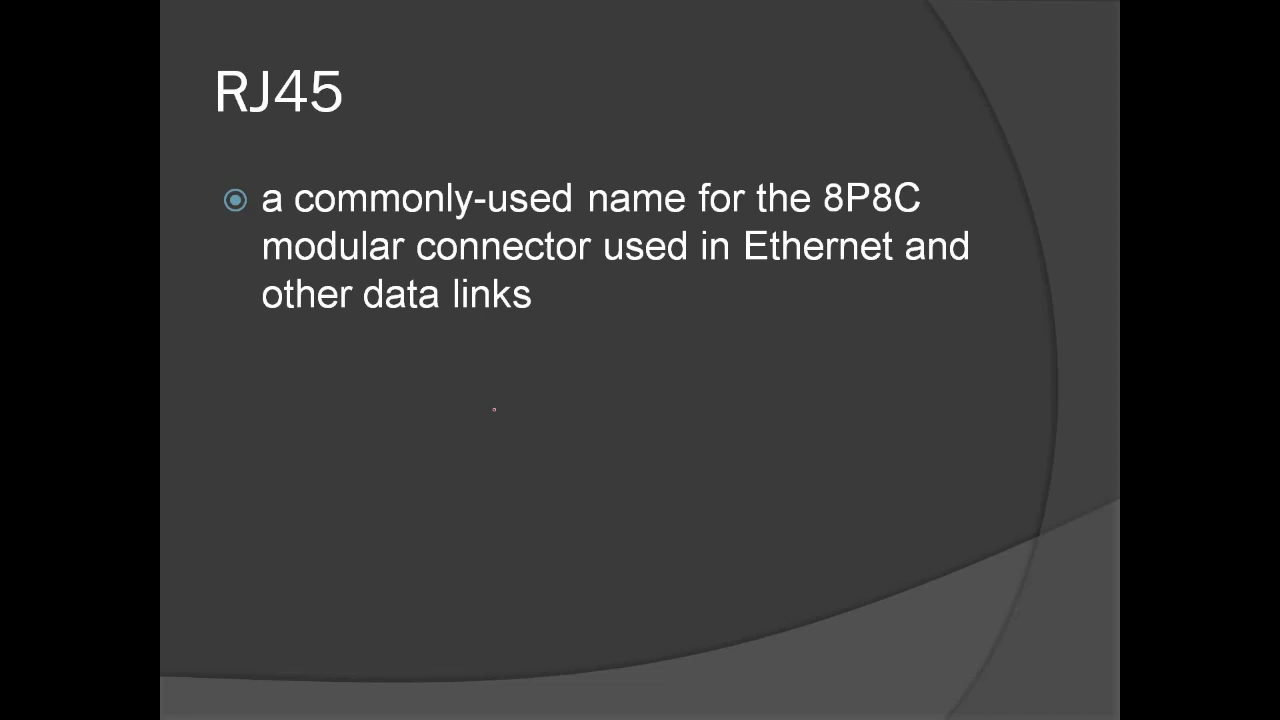 RJ45
a commonly-used name for the 8P8C
modular connector used in Ethernet and
other data links